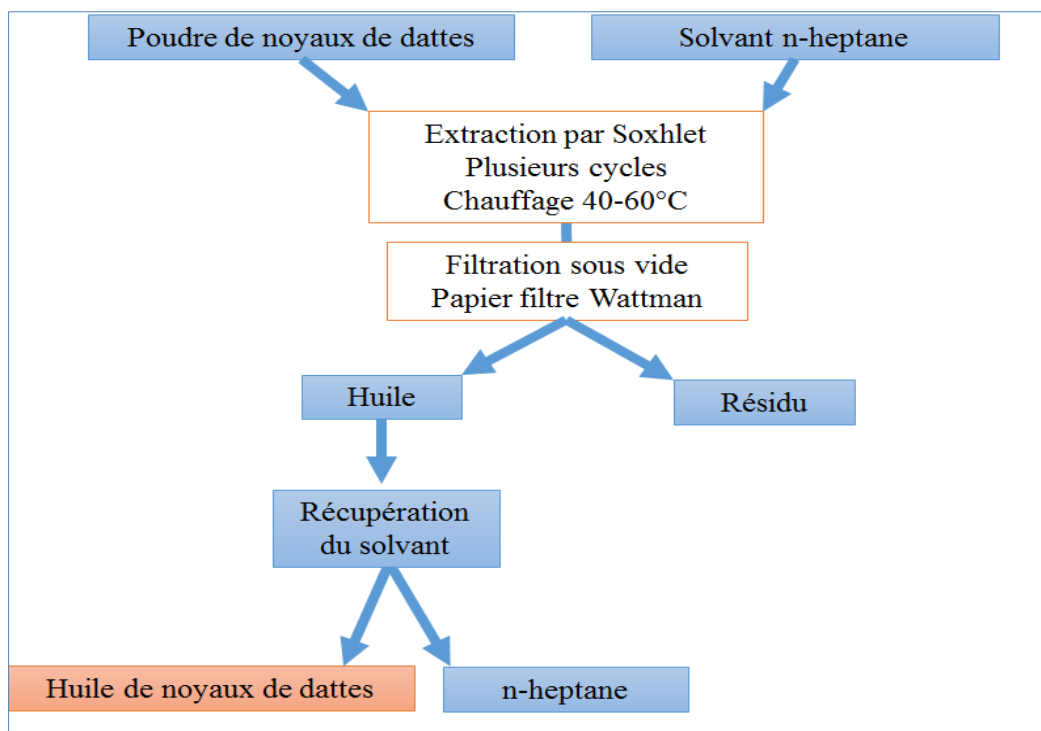 Poudre de noyaux de dattes
Solvant n-heptane
Extraction par Soxhlet
Plusieurs cycles
Chauffage 40-60°C
Filtration sous vide
Papier filtre Wattman
Huile
Résidu
Récupération
du solvant
Huile de noyaux de dattes
n-heptane